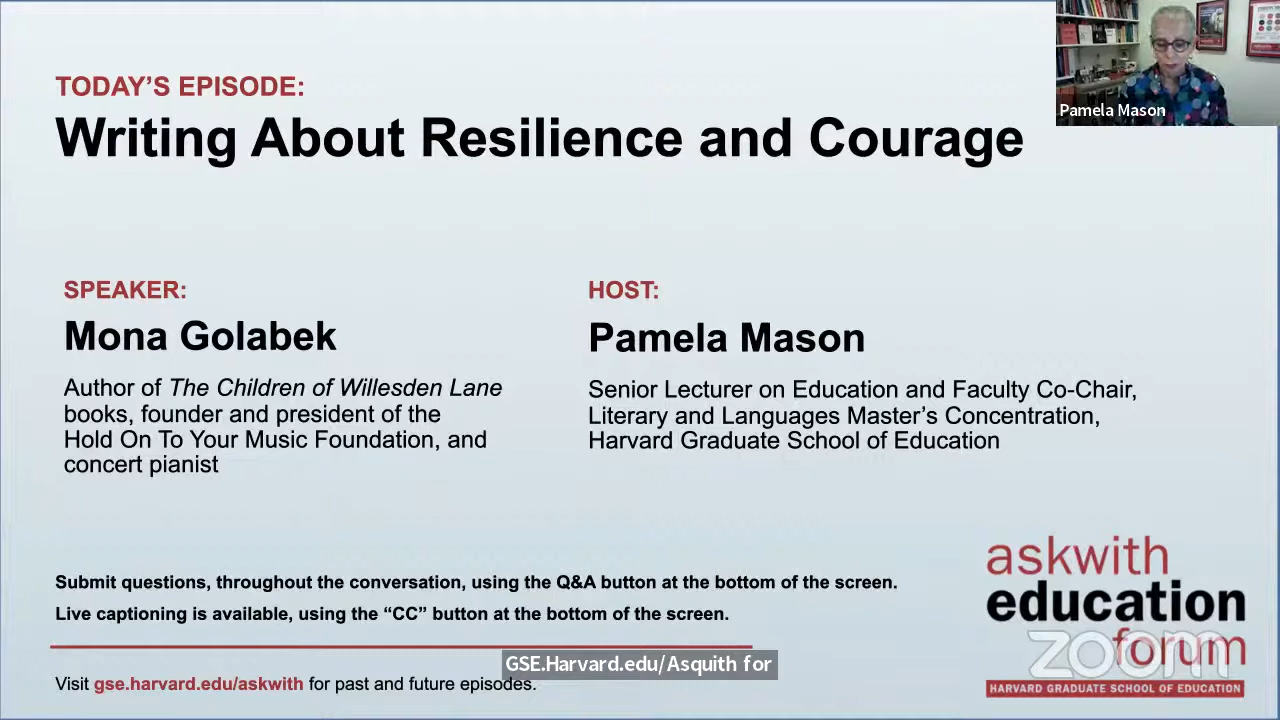 Pamela Mason
TODAY’S EPISODE:
Writing About Resilience and Courage
SPEAKER:
Mona Golabek
Author of The Children of Willesden Lane
books, founder and president of the
Hold On To Your Music Foundation, and
concert pianist
HOST:
Pamela Mason
Senior Lecturer on Education and Faculty Co-Chair,
Literary and Languages Master’s Concentration,
Harvard Graduate School of Education
Submit questions, throughout the conversation, using the Q&A button at the bottom of the screen.
Live captioning is available, using the “CC” button at the bottom of the screen.
GSE.Harvard.edu/Asquith for
Visit gse.harvard.edu/askwith for past and future episodes.
askwith
education
forum
zoom
HARVARD GRADUATE SCHOOL OF EDUCATION